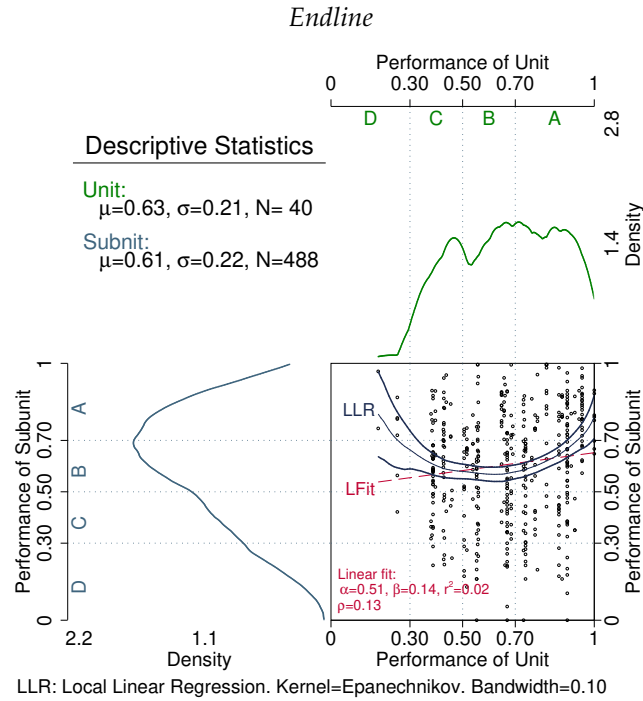 Endline
Performance of Unit
0 0.30 0.50 0.70 1
D C B A
2.8
1.4
Density
Descriptive Statistics
Unit:
μ=0.63, σ=0.21, N= 40
Subnit:
μ=0.61, σ=0.22, N=488
Performance of Subunit
0 0.30 0.50 0.70 1
D C B A
2.2 1.1
Density
LLR
LFit
Linear fit:
α=0.51, β=0.14, r²=0.02
ρ=0.13
0 0.30 0.50 0.70 1
Performance of Unit
0 0.30 0.50 0.70 1
Performance of Subunit
LLR: Local Linear Regression. Kernel=Epanechnikov. Bandwidth=0.10